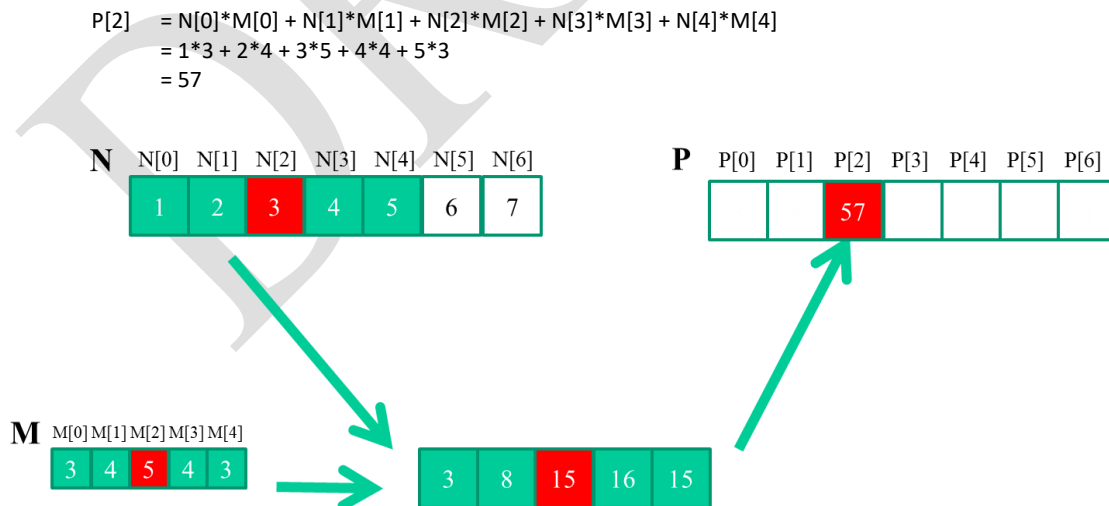 P[2] = N[0]*M[0] + N[1]*M[1] + N[2]*M[2] + N[3]*M[3] + N[4]*M[4]
= 1*3 + 2*4 + 3*5 + 4*4 + 5*3
= 57
N N[0] N[1] N[2] N[3] N[4] N[5] N[6]
1 2 3 4 5 6 7
P P[0] P[1] P[2] P[3] P[4] P[5] P[6]
57
M M[0] M[1] M[2] M[3] M[4]
3 4 5 4 3
3 8 15 16 15